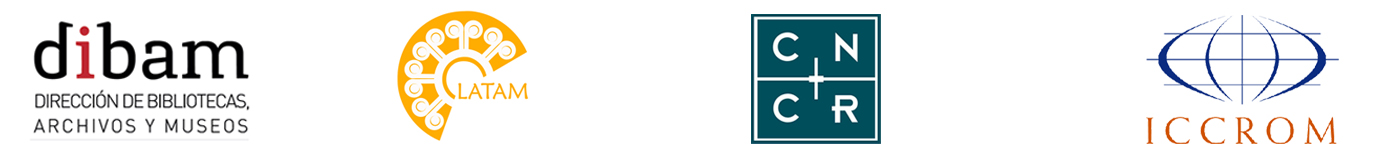 dibam
DIRECCIÓN DE BIBLIOTECAS,
ARCHIVOS Y MUSEOS
LATAM
C N
C R
ICCROM